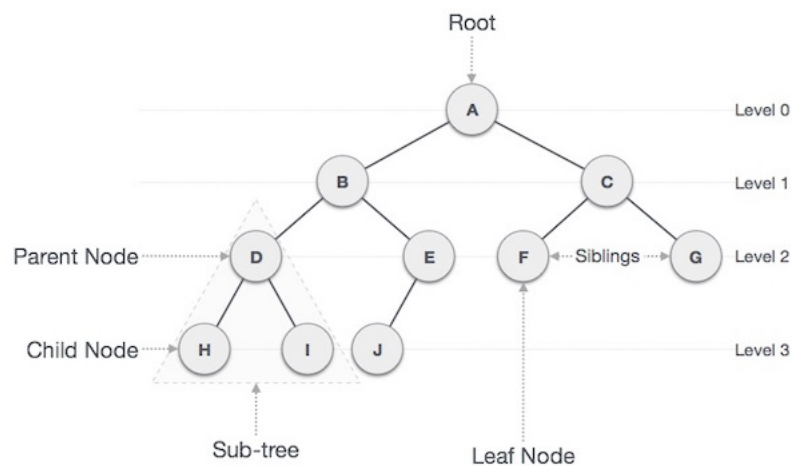 Root
A
Level 0
B
C
Level 1
Parent Node
D
E
F
Siblings
G
Level 2
Child Node
H
I
J
Level 3
Sub-tree
Leaf Node